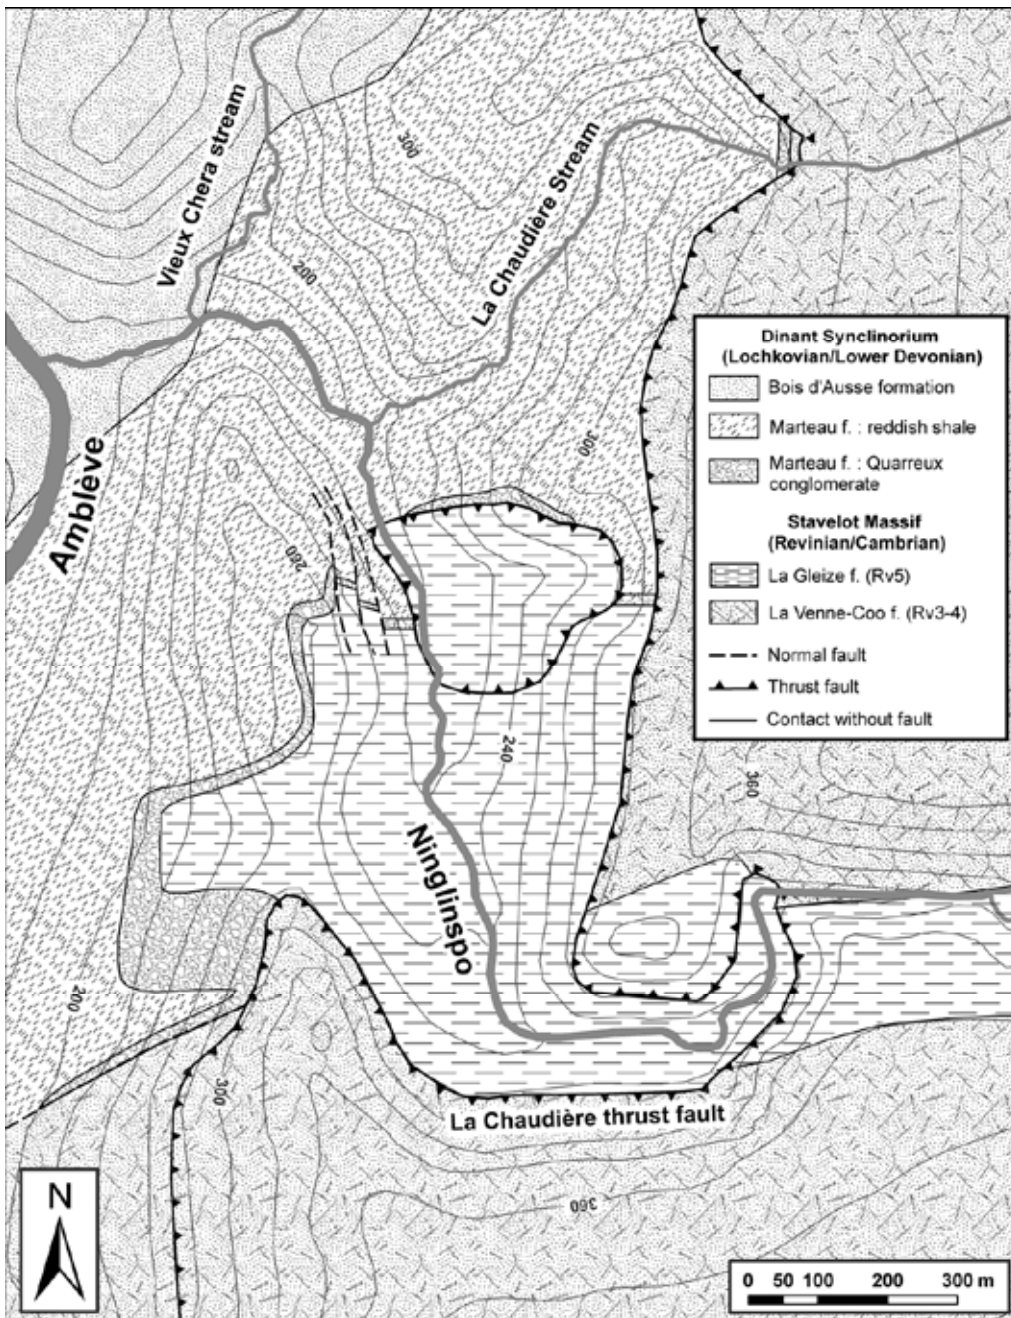 Vieux Chera stream
300
La Chaudière Stream
200
Amblève
300
260
240
360
Ninglinspo
200
300
La Chaudière thrust fault
360
Dinant Synclinorium
(Lochkovian/Lower Devonian)
Bois d'Ausse formation
Marteau f. : reddish shale
Marteau f. : Quarreux
conglomerate
Stavelot Massif
(Revinian/Cambrian)
La Gleize f. (Rv5)
La Venne-Coo f. (Rv3-4)
Normal fault
Thrust fault
Contact without fault
N
0 50 100 200 300 m